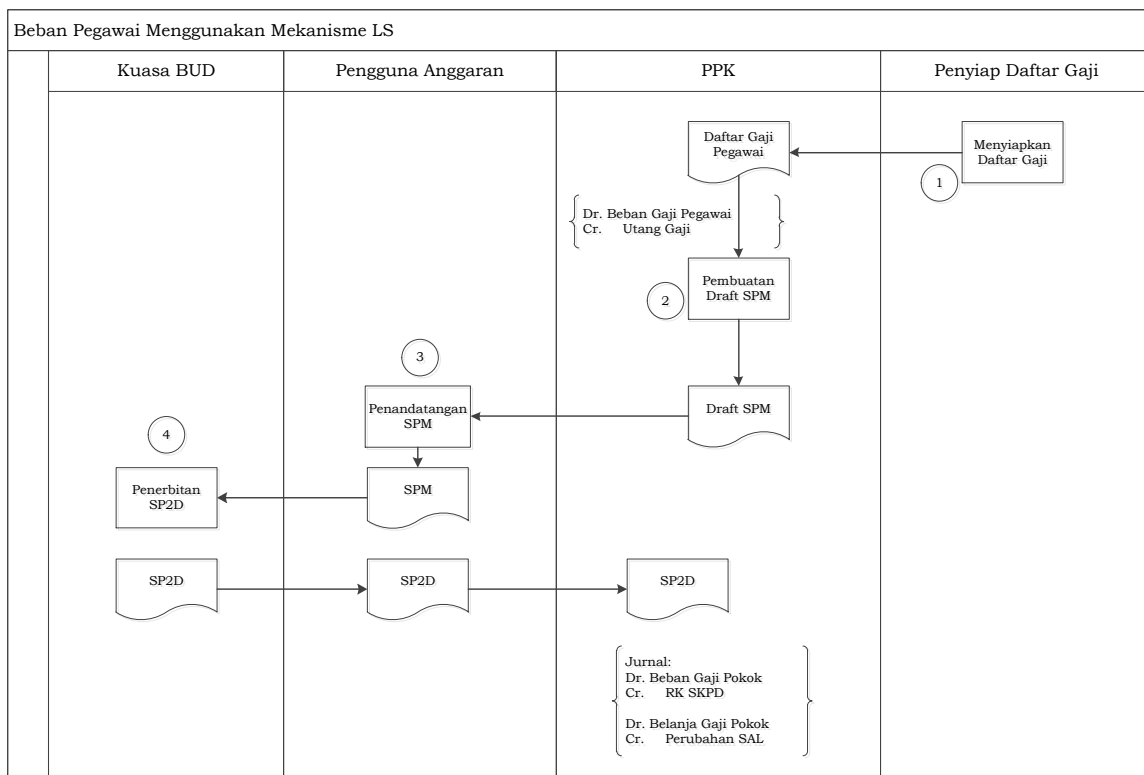 Beban Pegawai Menggunakan Mekanisme LS
Kuasa BUD
Pengguna Anggaran
PPK
Penyiap Daftar Gaji
Daftar Gaji
Pegawai
Menyiapkan
Daftar Gaji
1
Dr. Beban Gaji Pegawai
Cr. Utang Gaji
Pembuatan
Draft SPM
2
3
Penandatangan
SPM
Draft SPM
4
Penerbitan
SP2D
SPM
SP2D
SP2D
SP2D
Jurnal:
Dr. Beban Gaji Pokok
Cr. RK SKPD
Dr. Belanja Gaji Pokok
Cr. Perubahan SAL